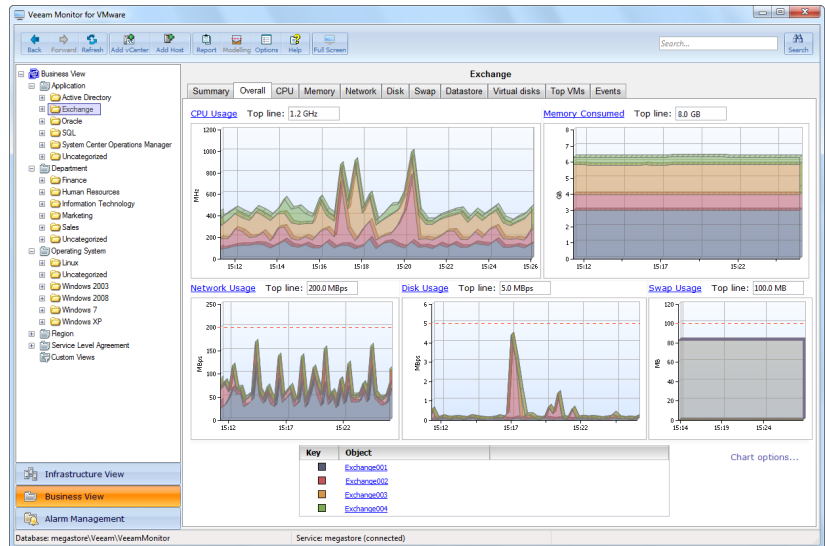 Veeam Monitor for VMware
Back Forward Refresh Add vCenter Add Host Report Modeling Options Help Full Screen
Search...
Search
Business View
Application
Active Directory
Exchange
Oracle
SQL
System Center Operations Manager
Uncategorized
Department
Finance
Human Resources
Information Technology
Marketing
Sales
Uncategorized
Operating System
Linux
Uncategorized
Windows 2003
Windows 2008
Windows 7
Windows XP
Region
Service Level Agreement
Custom Views
Infrastructure View
Business View
Alarm Management
Exchange
Summary Overall CPU Memory Network Disk Swap Datastore Virtual disks Top VMs Events
CPU Usage Top line: 1.2 GHz
1200
1000
800
600
400
200
0
MHz
15:12 15:14 15:16 15:18 15:20 15:22 15:24 15:26
Memory Consumed Top line: 8.0 GB
8
7
6
5
4
3
2
1
0
GB
15:12 15:17 15:22
Network Usage Top line: 200.0 MBps
250
200
150
100
50
0
MBps
15:12 15:17 15:22
Disk Usage Top line: 5.0 MBps
6
5
4
3
2
1
0
MBps
15:12 15:17 15:22
Swap Usage Top line: 100.0 MB
120
100
80
60
40
20
0
MB
15:14 15:19 15:24
Key Object
Exchange001
Exchange002
Exchange003
Exchange004
Chart options...
Database: megastore\Veeam\VeeamMonitor
Service: megastore (connected)